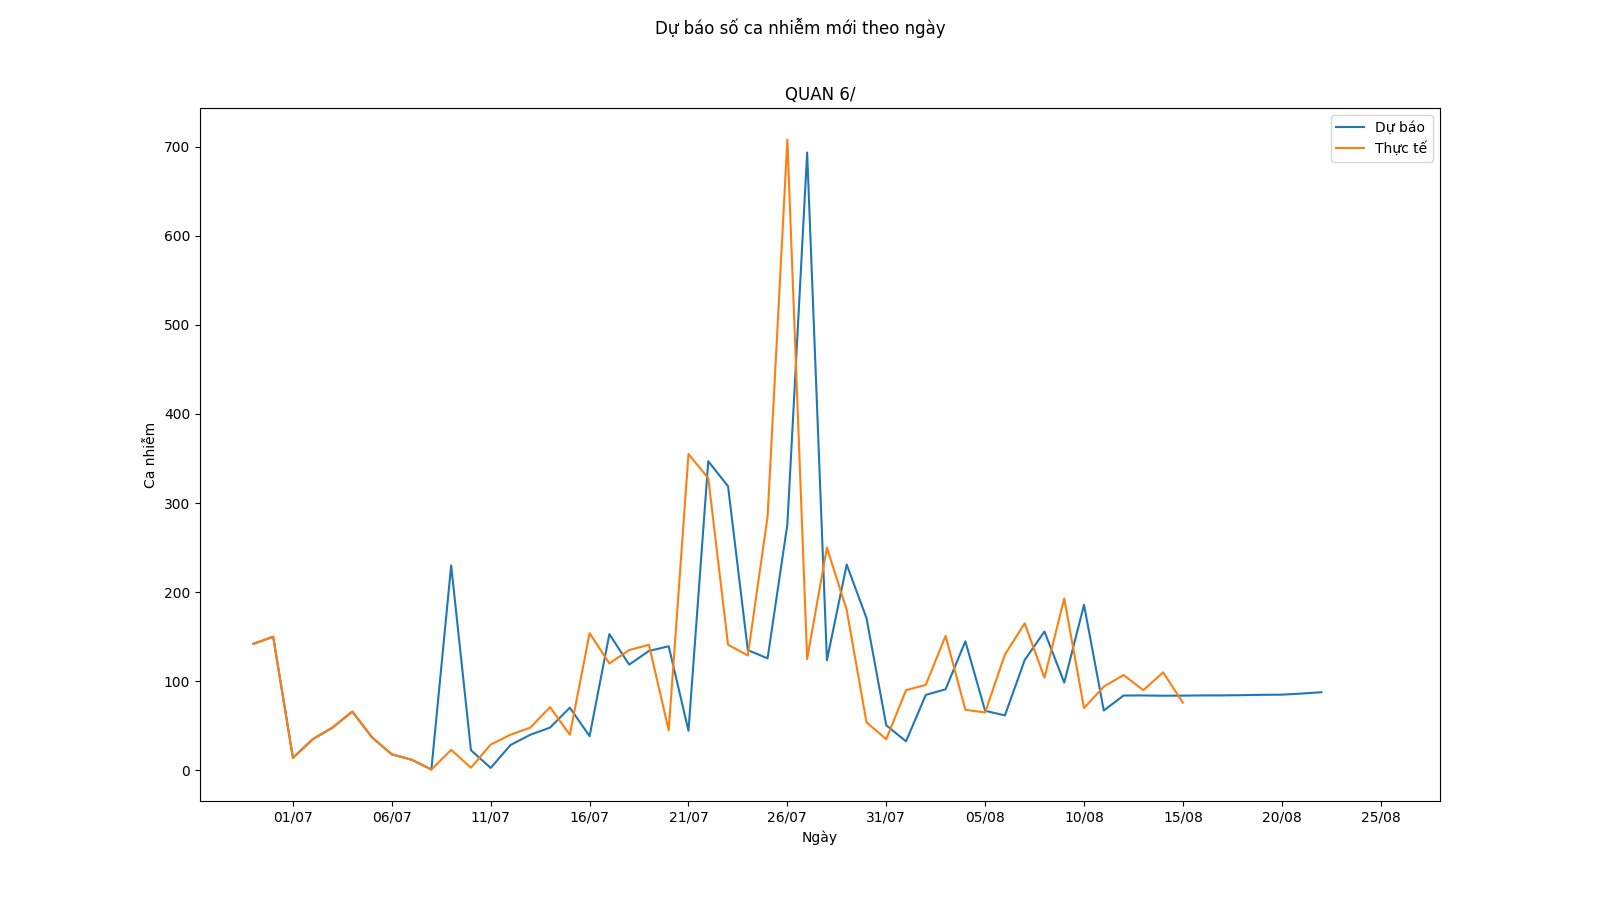 Dự báo số ca nhiễm mới theo ngày
QUAN 6/
Dự báo
Thực tế
700
600
500
400
300
200
100
0
Ca nhiễm
01/07 06/07 11/07 16/07 21/07 26/07 31/07 05/08 10/08 15/08 20/08 25/08
Ngày